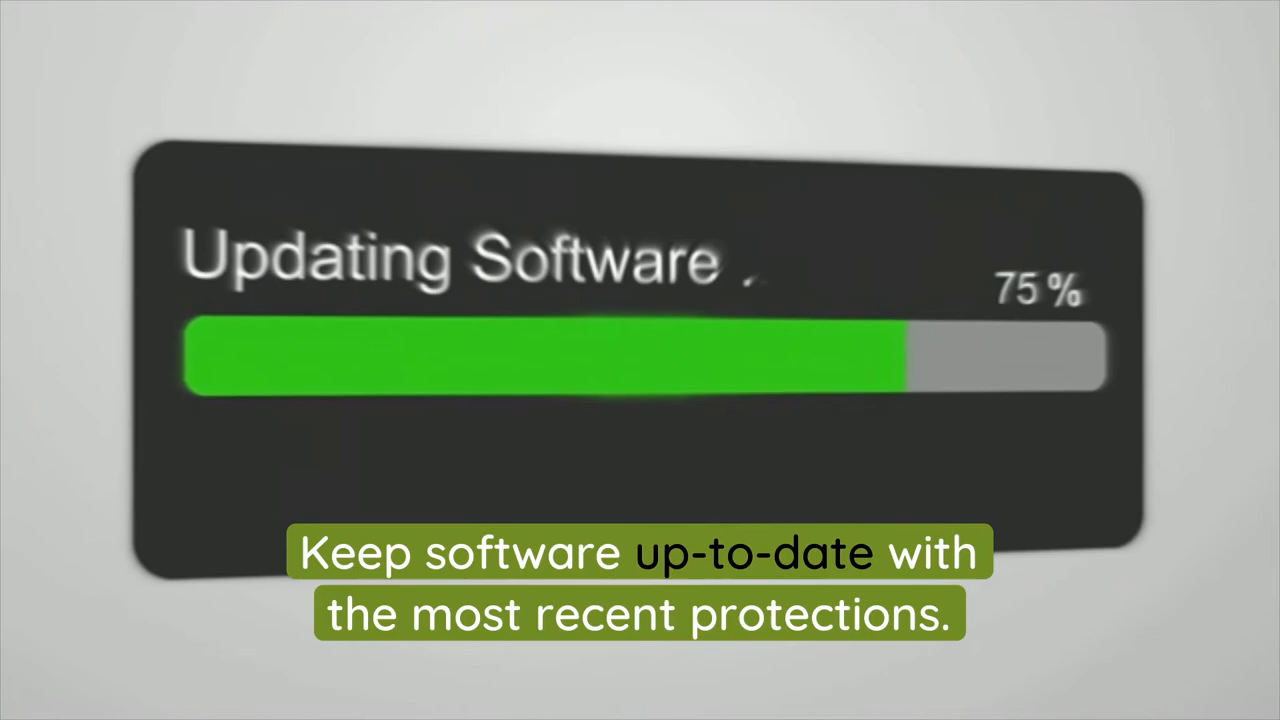 Updating Software .
75 %
Keep software up-to-date with
the most recent protections.